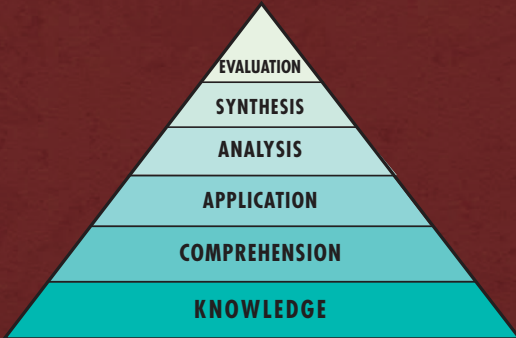 EVALUATION
SYNTHESIS
ANALYSIS
APPLICATION
COMPREHENSION
KNOWLEDGE